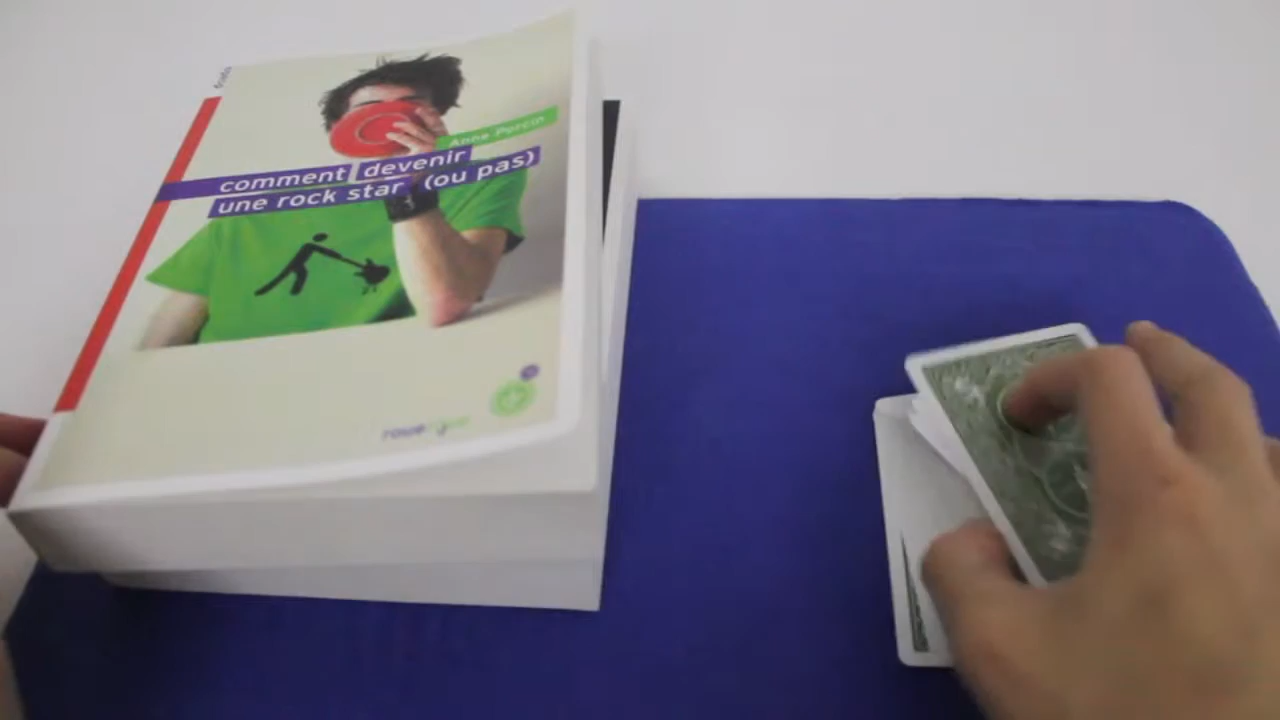 Anne Percin
comment devenir
une rock star (ou pas)